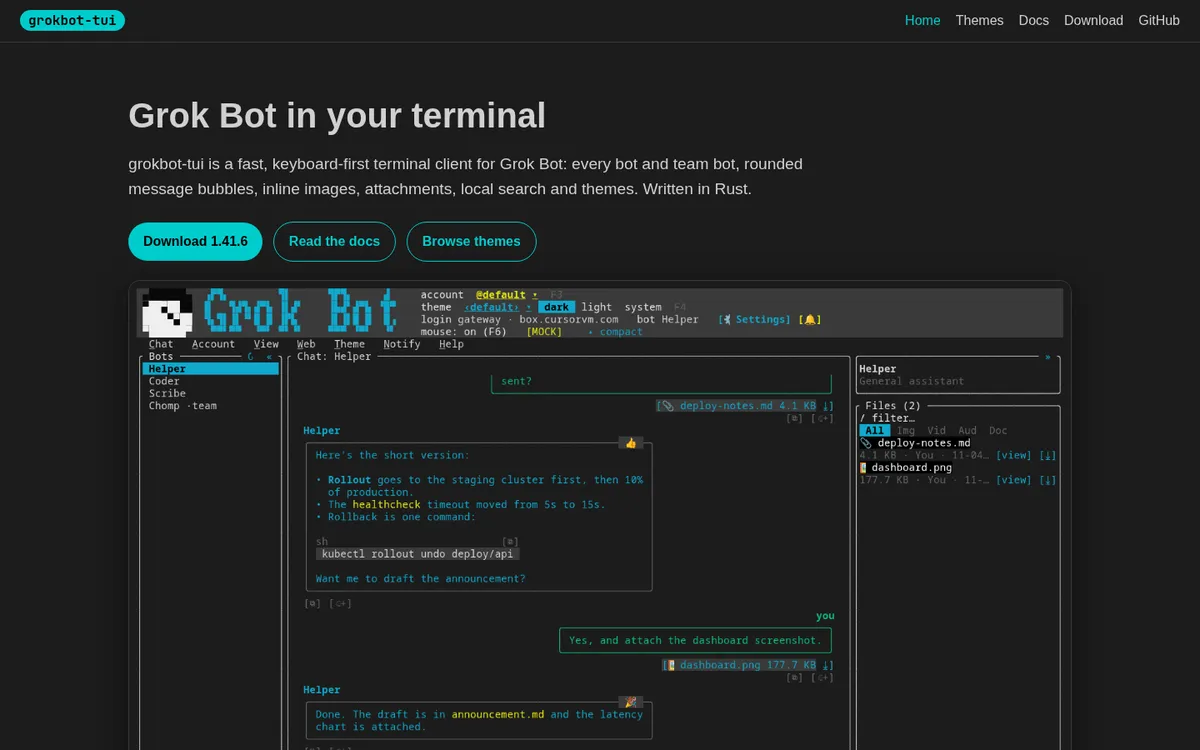 grokbot-tui
Home Themes Docs Download GitHub
Grok Bot in your terminal
grokbot-tui is a fast, keyboard-first terminal client for Grok Bot: every bot and team bot, rounded
message bubbles, inline images, attachments, local search and themes. Written in Rust.
Download 1.41.6 Read the docs Browse themes
Grok Bot
account @default ▾ F3
theme ‹default› ▾ dark light system F4
login gateway · box.cursorvm.com bot Helper [Settings] [🔔]
mouse: on (F6) [MOCK] ‣ compact
Chat Account View Web Theme Notify Help
Bots «
Helper
Coder
Scribe
Chomp ·team
Chat: Helper
sent?
[📎 deploy-notes.md 4.1 KB ⤓]
Helper
👍
Here's the short version:
• Rollout goes to the staging cluster first, then 10%
of production.
• The healthcheck timeout moved from 5s to 15s.
• Rollback is one command:
sh
kubectl rollout undo deploy/api
Want me to draft the announcement?
you
Yes, and attach the dashboard screenshot.
[dashboard.png 177.7 KB ⤓]
Helper
🎉
Done. The draft is in announcement.md and the latency
chart is attached.
»
Helper
General assistant
Files (2)
/ filter…
All Img Vid Aud Doc
📎 deploy-notes.md
4.1 KB · You · 11-04… [view] [⤓]
dashboard.png
177.7 KB · You · 11-… [view] [⤓]